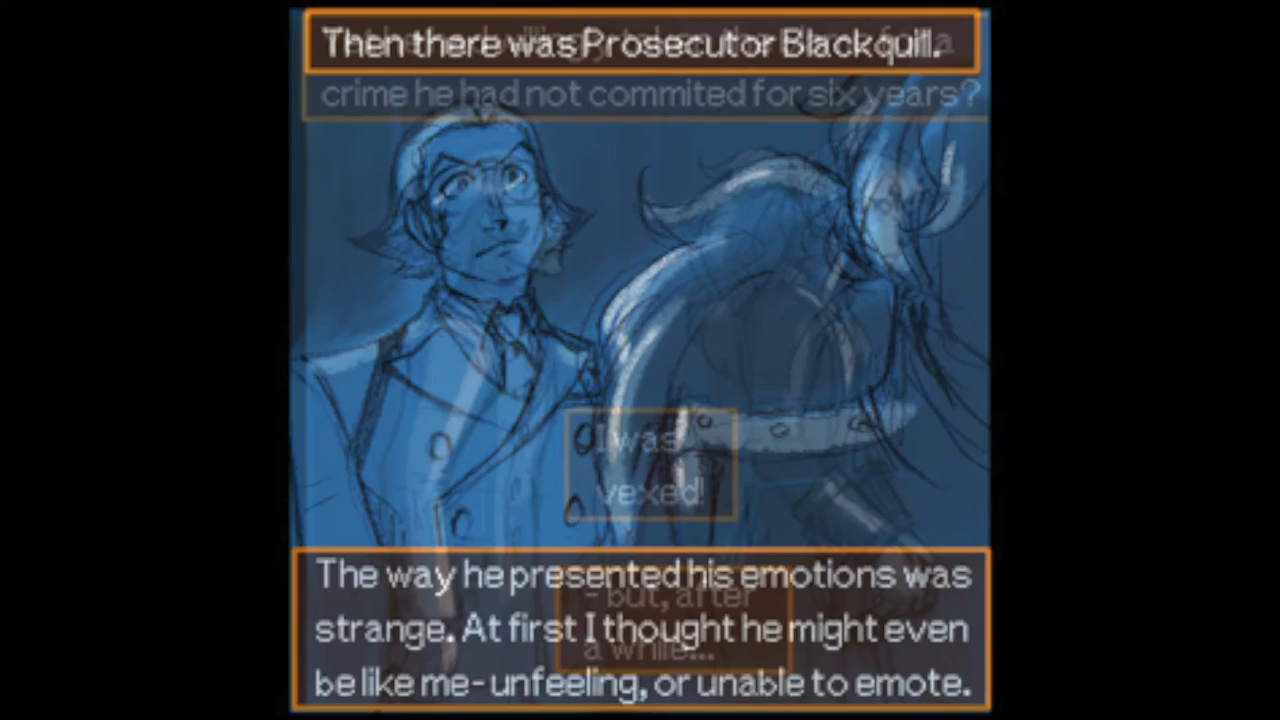 Then there was Prosecutor Blackquill.
crime he had not commited for six years?
I was
vexed!
The way he presented his emotions was
- but, after
strange. At first I thought he might even
a while...
be like me-unfeeling, or unable to emote.